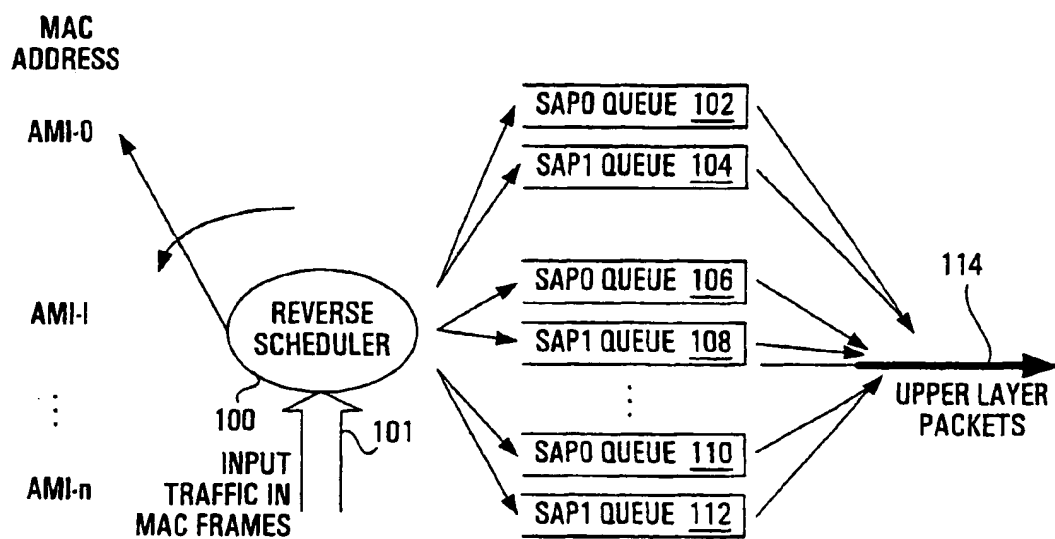 MAC
ADDRESS
AMI-0
AMI-I
⋮
AMI-n
REVERSE
SCHEDULER
100
101
INPUT
TRAFFIC IN
MAC FRAMES
SAP0 QUEUE 102
SAP1 QUEUE 104
SAP0 QUEUE 106
SAP1 QUEUE 108
⋮
SAP0 QUEUE 110
SAP1 QUEUE 112
114
UPPER LAYER
PACKETS